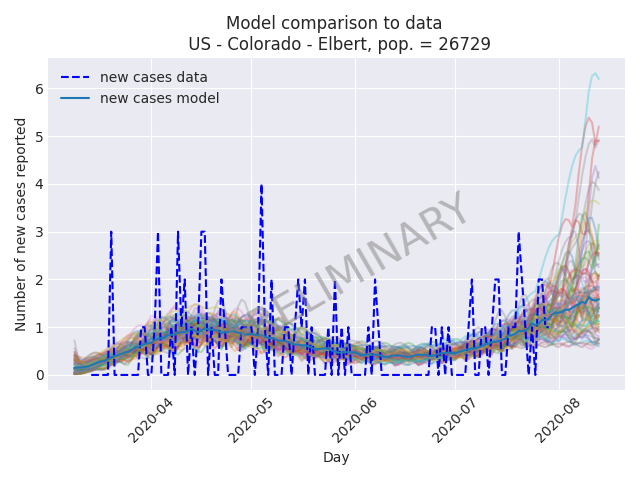 Model comparison to data
US - Colorado - Elbert, pop. = 26729
new cases data
new cases model
Number of new cases reported
6
5
4
3
2
1
0
2020-04
2020-05
2020-06
2020-07
2020-08
Day